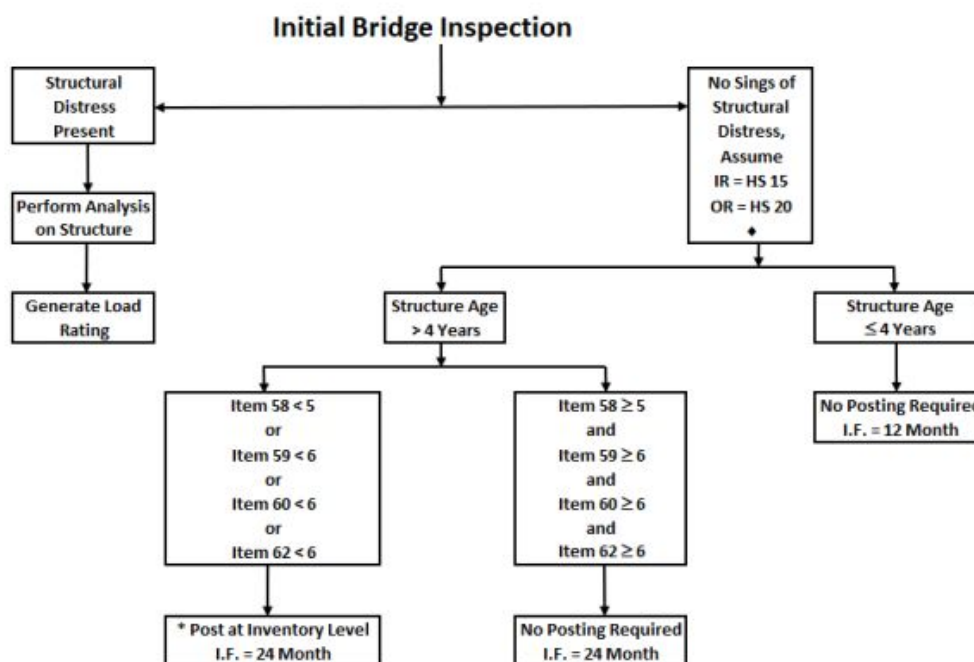 Initial Bridge Inspection
Structural
Distress
Present
No Sings of
Structural
Distress,
Assume
IR = HS 15
OR = HS 20
♦
Perform Analysis
on Structure
Generate Load
Rating
Structure Age
> 4 Years
Structure Age
≤ 4 Years
Item 58 < 5
or
Item 59 < 6
or
Item 60 < 6
or
Item 62 < 6
Item 58 ≥ 5
and
Item 59 ≥ 6
and
Item 60 ≥ 6
and
Item 62 ≥ 6
No Posting Required
I.F. = 12 Month
* Post at Inventory Level
I.F. = 24 Month
No Posting Required
I.F. = 24 Month